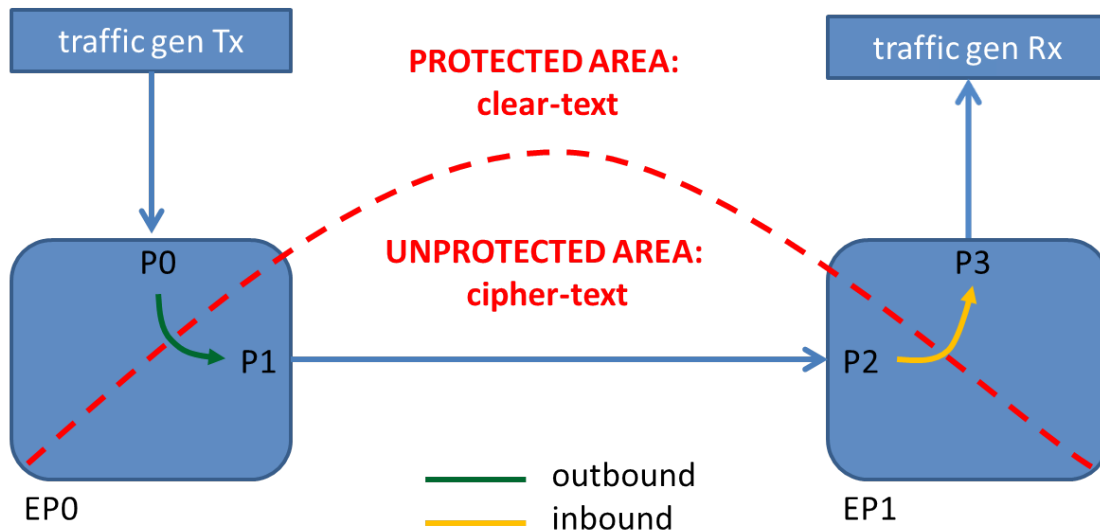 traffic gen Tx
traffic gen Rx
PROTECTED AREA:
clear-text
UNPROTECTED AREA:
cipher-text
P0
P1
P2
P3
outbound
inbound
EP0
EP1